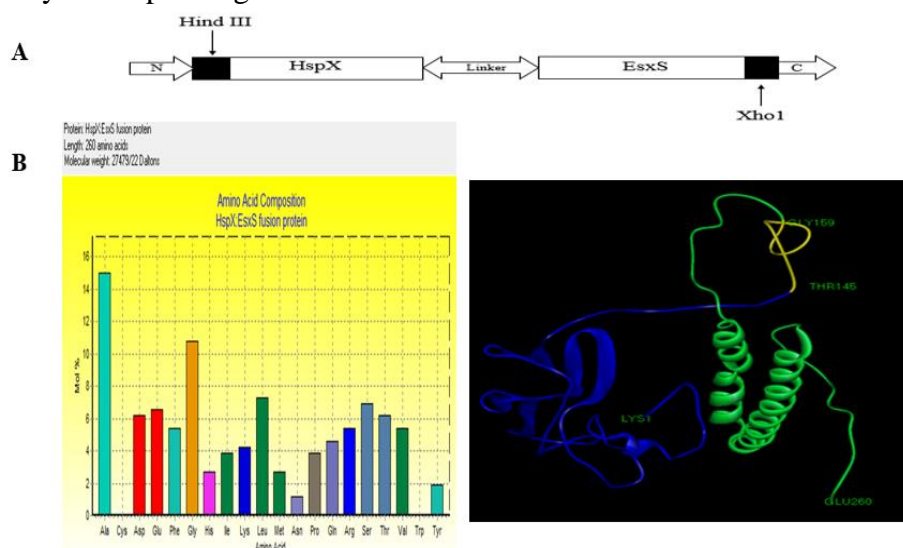 Hind III
A
N
HspX
Linker
EsxS
C
Xho1
B
Protein: HspX:EsxS fusion protein
Length: 260 amino acids
Molecular weight: 27479/22 Daltons
Amino Acid Composition
HspX:EsxS fusion protein
Mol %
16
14
12
10
8
6
4
2
0
Ala Cys Asp Glu Phe Gly His Ile Lys Leu Met Asn Pro Gln Arg Ser Thr Val Trp Tyr
Amino Acid
GLY159
THR145
LYS1
GLU260